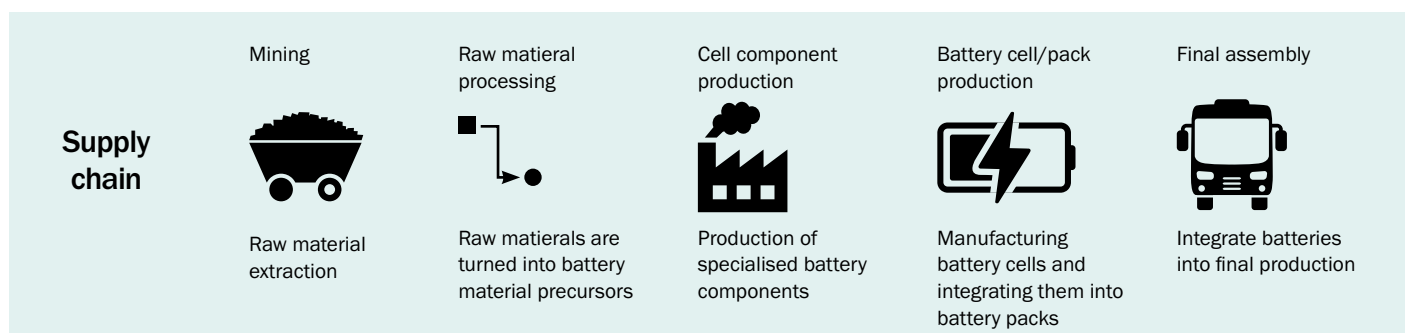 Supply
chain
Mining
Raw material
extraction
Raw matieral
processing
Raw matierals are
turned into battery
material precursors
Cell component
production
Production of
specialised battery
components
Battery cell/pack
production
Manufacturing
battery cells and
integrating them into
battery packs
Final assembly
Integrate batteries
into final production